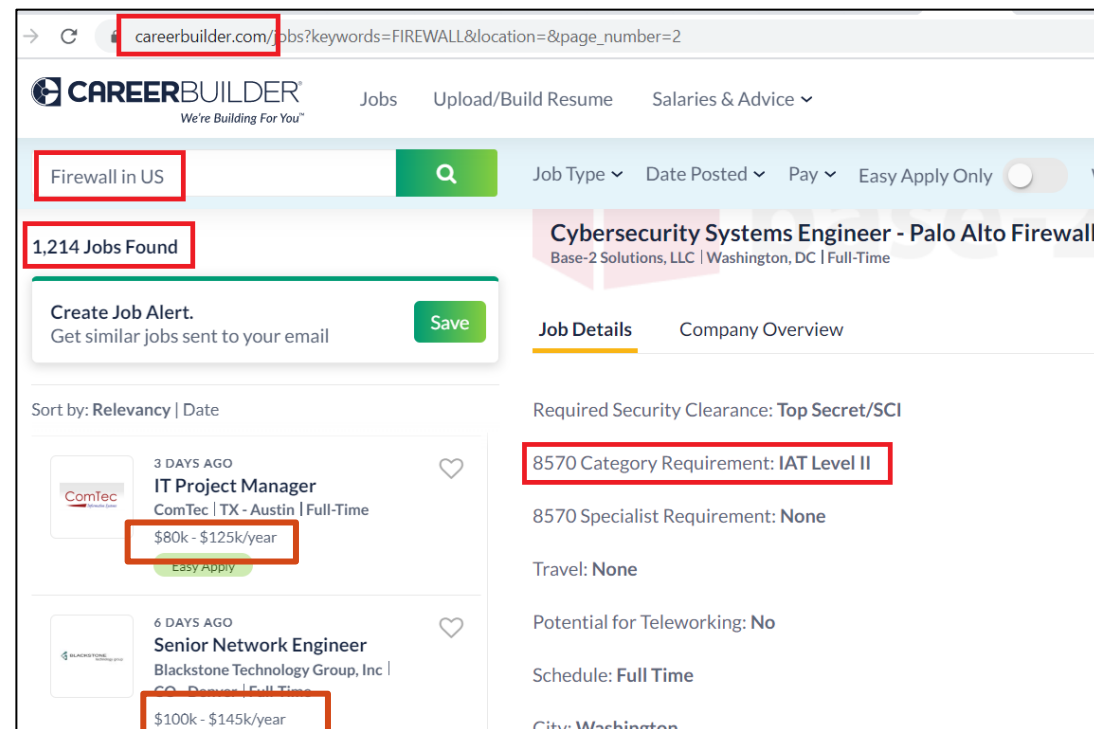 careerbuilder.com/jobs?keywords=FIREWALL&location=&page_number=2
CAREERBUILDER®
We're Building For You™
Jobs Upload/Build Resume Salaries & Advice
Firewall in US
Job Type Date Posted Pay Easy Apply Only
1,214 Jobs Found
Cybersecurity Systems Engineer - Palo Alto Firewall
Base-2 Solutions, LLC | Washington, DC | Full-Time
Create Job Alert.
Get similar jobs sent to your email
Save
Job Details Company Overview
Sort by: Relevancy | Date
Required Security Clearance: Top Secret/SCI
8570 Category Requirement: IAT Level II
8570 Specialist Requirement: None
Travel: None
Potential for Teleworking: No
Schedule: Full Time
City: Washington
3 DAYS AGO
IT Project Manager
ComTec
ComTec | TX - Austin | Full-Time
$80k - $125k/year
Easy Apply
6 DAYS AGO
Senior Network Engineer
BLACKSTONE
Blackstone Technology Group, Inc |
CO - Denver | Full-Time
$100k - $145k/year